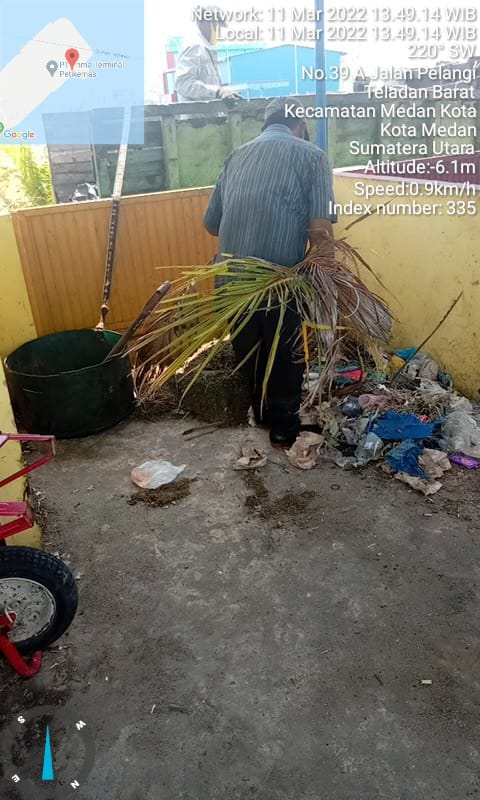 Network: 11 Mar 2022 13.49.14 WIB
Local: 11 Mar 2022 13.49.14 WIB
220° SW
No.39 A Jalan Pelangi
Teladan Barat
Kecamatan Medan Kota
Kota Medan
Sumatera Utara
Altitude:-6.1m
Speed:0.9km/h
Index number: 335
Petikemas
Google
S
W
E
N